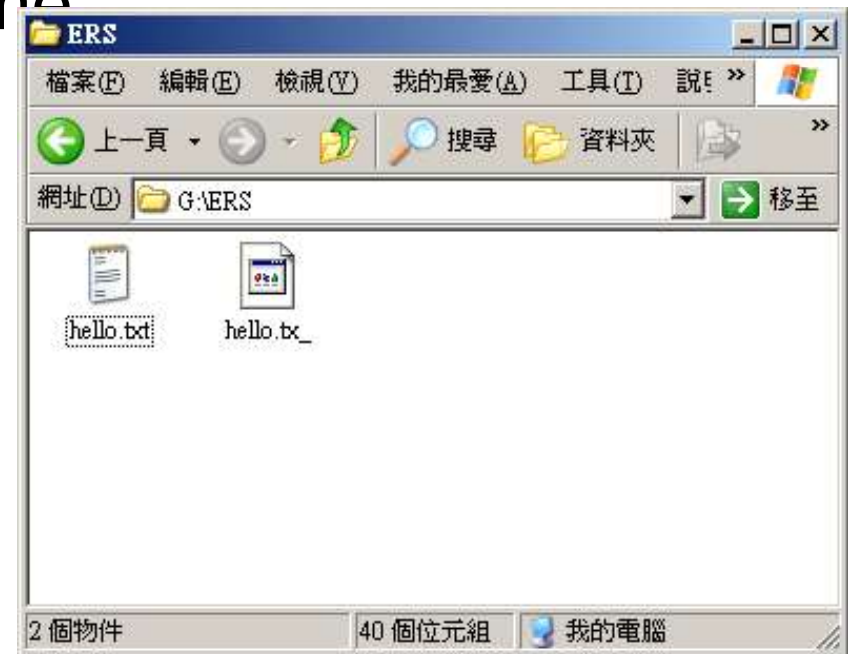 ERS
檔案(F) 編輯(E) 檢視(V) 我的最愛(A) 工具(T) »
上一頁 搜尋 資料夾 »
網址(D) G:\ERS 移至
hello.txt hello.tx_
2 個物件 40 個位元組 我的電腦